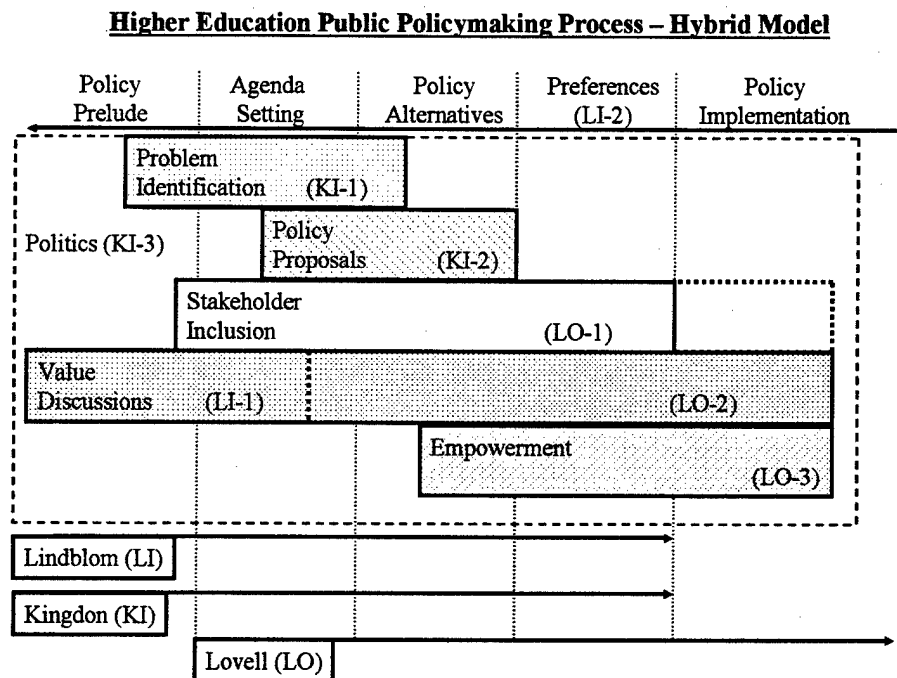 Higher Education Public Policymaking Process – Hybrid Model
Policy Prelude
Agenda Setting
Policy Alternatives
Preferences (LI-2)
Policy Implementation
Problem
Identification (KI-1)
Politics (KI-3)
Policy
Proposals (KI-2)
Stakeholder
Inclusion (LO-1)
Value
Discussions (LI-1) (LO-2)
Empowerment
(LO-3)
Lindblom (LI)
Kingdon (KI)
Lovell (LO)